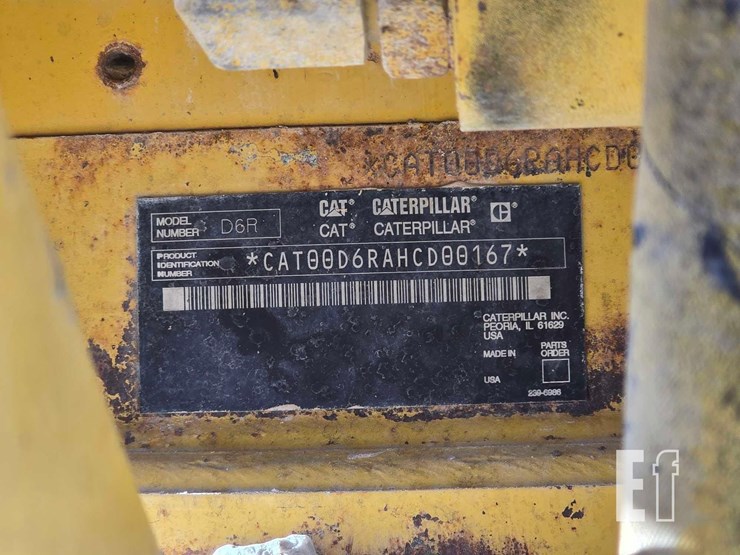 *CAT00D6RAHCD0
MODEL NUMBER D6R
CAT® CATERPILLAR®
CAT® CATERPILLAR®
PRODUCT IDENTIFICATION NUMBER *CAT00D6RAHCD00167*
CATERPILLAR INC.
PEORIA, IL 61629
USA
MADE IN
USA
PARTS ORDER
239-6986
Ef